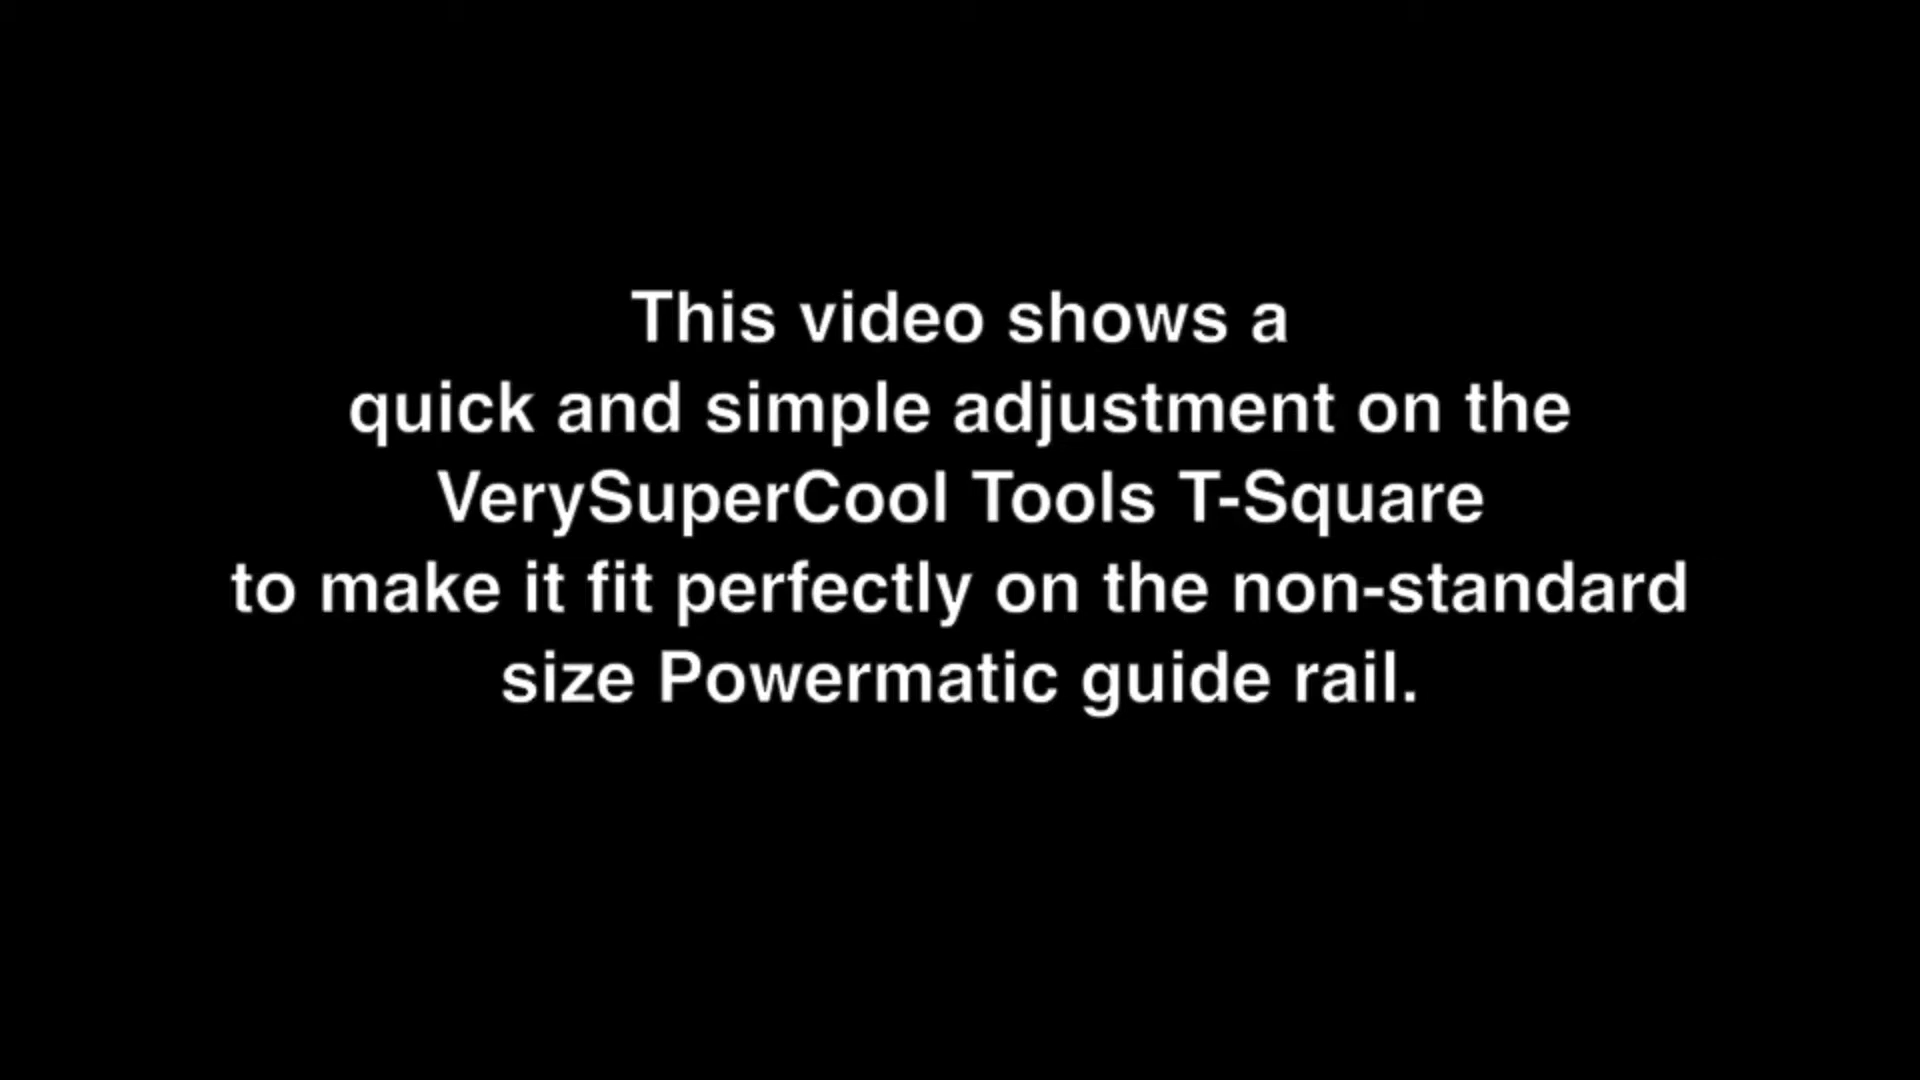 This video shows a
quick and simple adjustment on the
VerySuperCool Tools T-Square
to make it fit perfectly on the non-standard
size Powermatic guide rail.